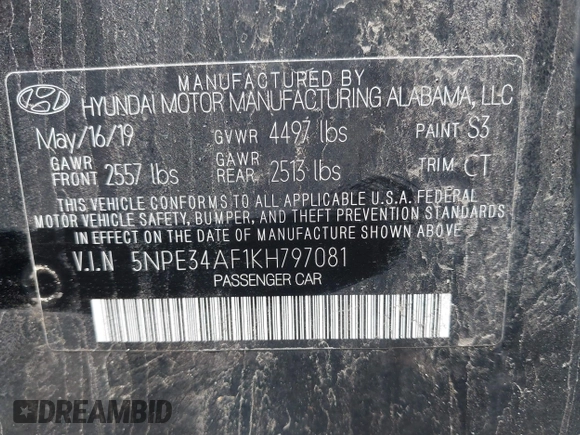 MANUFACTURED BY
HYUNDAI MOTOR MANUFACTURING ALABAMA, LLC
May/16/19 GVWR 4497 lbs PAINT S3
GAWR FRONT 2557 lbs GAWR REAR 2513 lbs TRIM CT
THIS VEHICLE CONFORMS TO ALL APPLICABLE U.S.A. FEDERAL
MOTOR VEHICLE SAFETY, BUMPER, AND THEFT PREVENTION STANDARDS
IN EFFECT ON THE DATE OF MANUFACTURE SHOWN ABOVE.
V.I.N 5NPE34AF1KH797081
PASSENGER CAR
DREAMBID